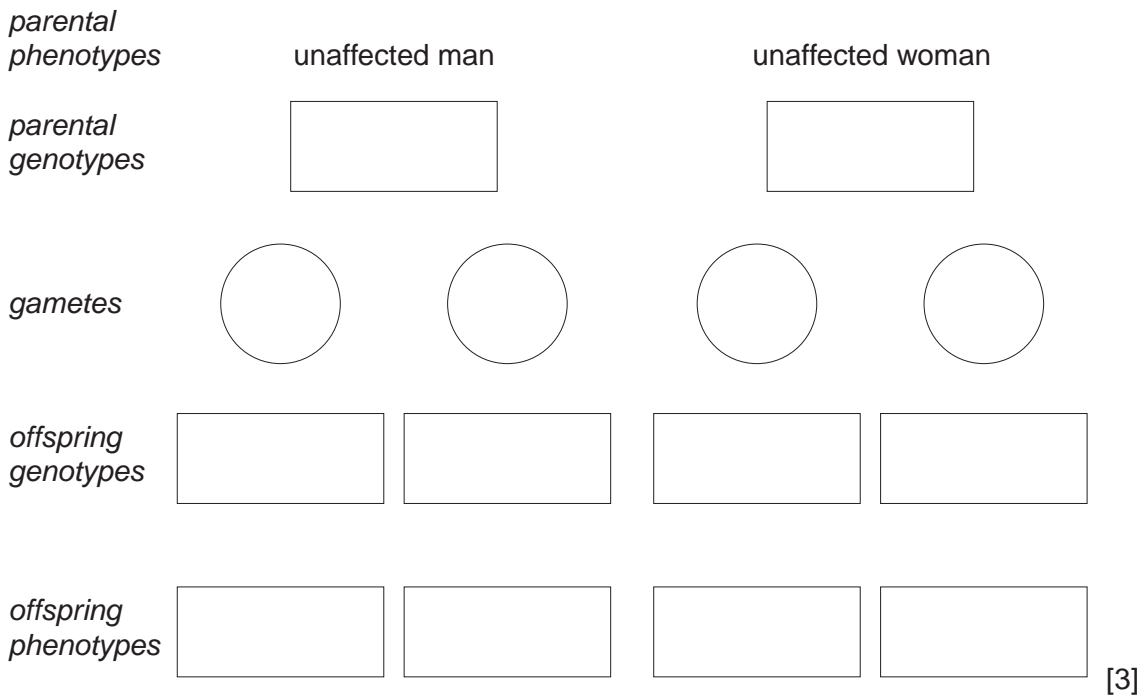 parental
phenotypes
unaffected man
unaffected woman
parental
genotypes
gametes
offspring
genotypes
offspring
phenotypes
[3]